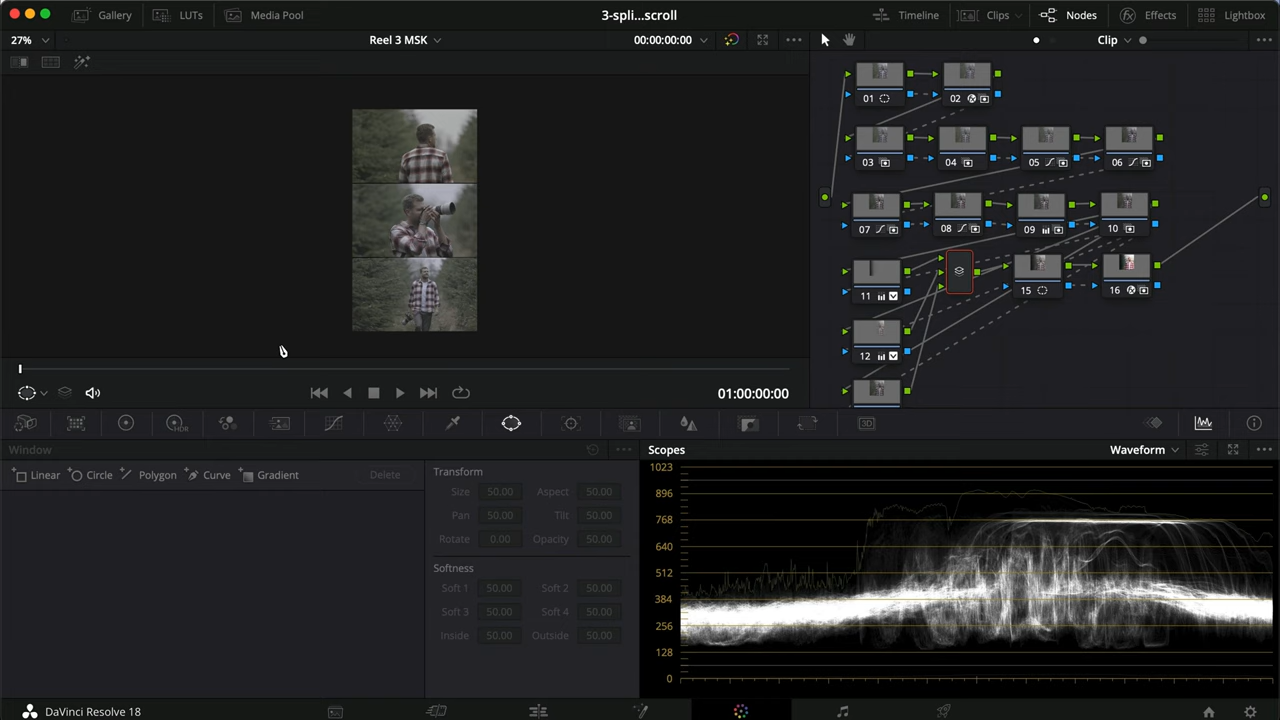 Gallery LUTs Media Pool 3-spli...scroll Timeline Clips Nodes Effects Lightbox
27% Reel 3 MSK 00:00:00:00 Clip
01 02
03 04 05 06
07 08 09 10
11 15 16
12
01:00:00:00
HDR 3D
Window Scopes Waveform
Linear Circle Polygon Curve Gradient Delete
Transform
Size 50.00 Aspect 50.00
Pan 50.00 Tilt 50.00
Rotate 0.00 Opacity 50.00
Softness
Soft 1 50.00 Soft 2 50.00
Soft 3 50.00 Soft 4 50.00
Inside 50.00 Outside 50.00
1023
896
768
640
512
384
256
128
0
DaVinci Resolve 18